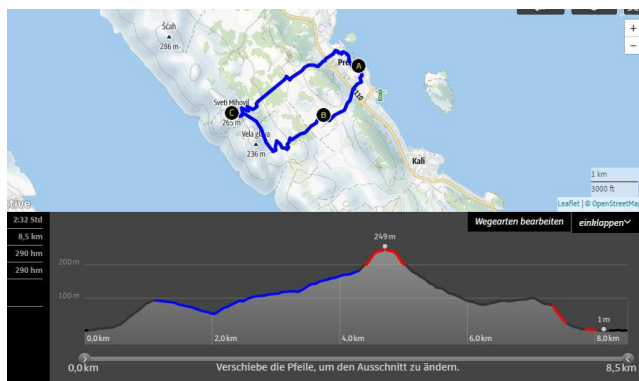 Šćah
286 m
Pre
A
110
B
Sveti Mihovil
C
265 m
Vela glava
236 m
Kali
+
−
1 km
3000 ft
ctive
Leaflet | © OpenStreetMa
2:32 Std
8,5 km
290 hm
290 hm
Wegearten bearbeiten
einklappen
249 m
200 m
100 m
1 m
0,0 km
2,0 km
4,0 km
6,0 km
8,0 km
0,0 km
Verschiebe die Pfeile, um den Ausschnitt zu ändern.
8,5 km